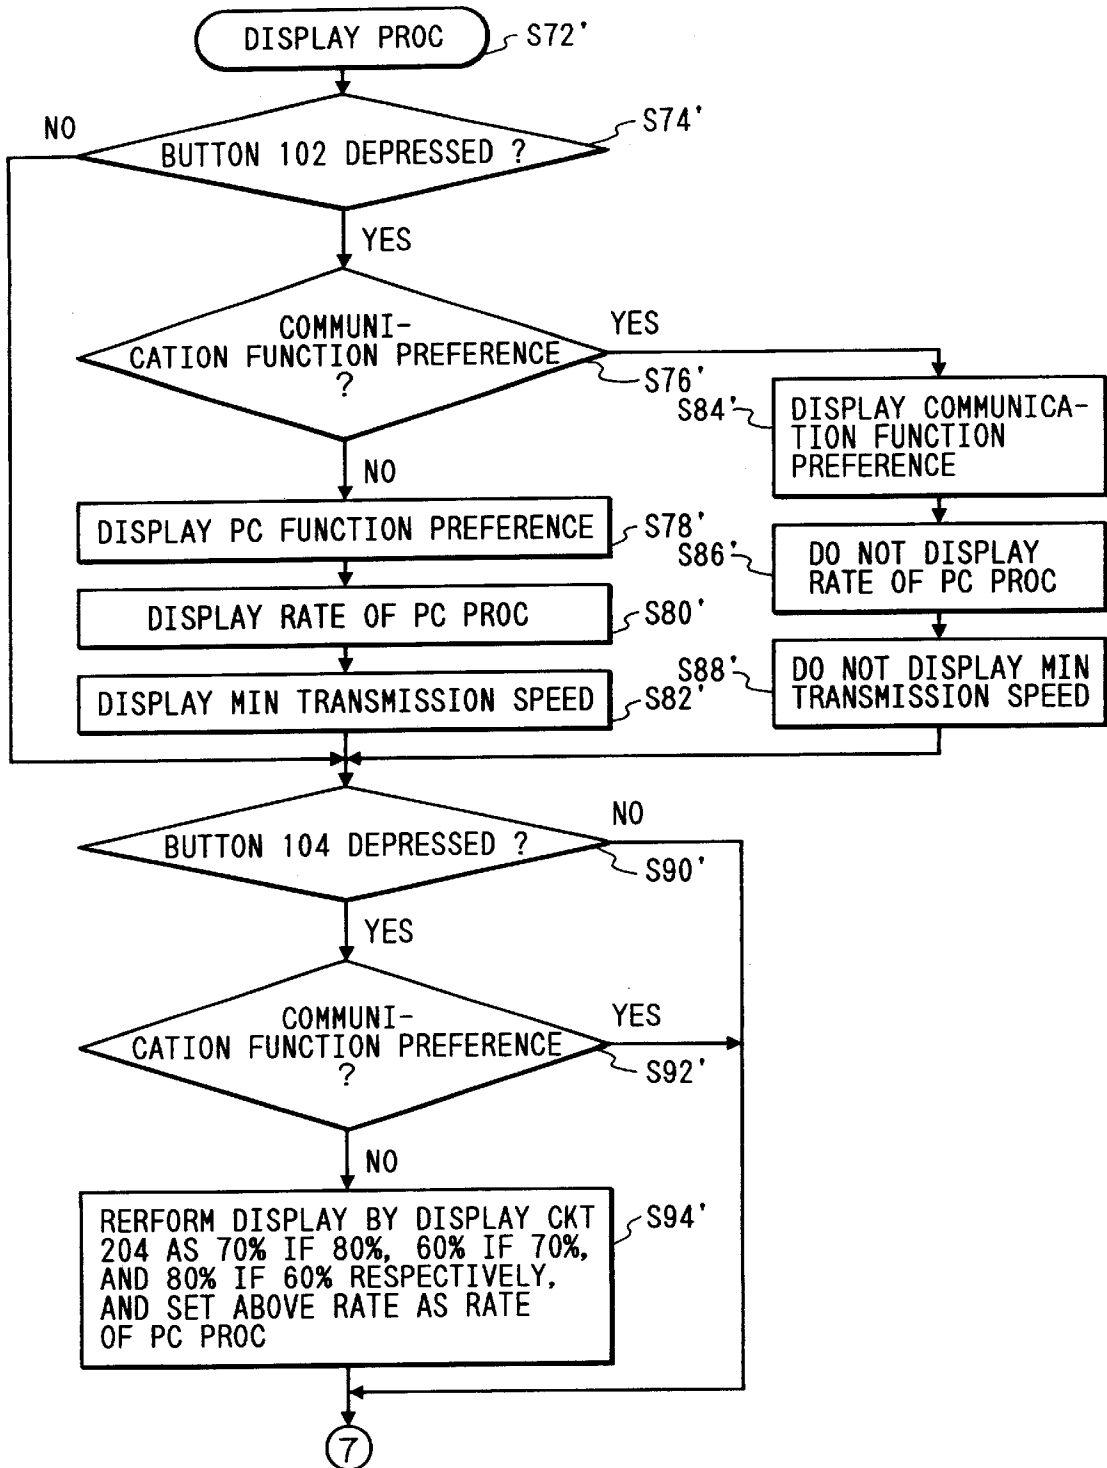 DISPLAY PROC
S72'
NO
BUTTON 102 DEPRESSED ?
S74'
YES
COMMUNI-
CATION FUNCTION PREFERENCE
?
YES
S76'
S84'
DISPLAY COMMUNICA-
TION FUNCTION
PREFERENCE
NO
DISPLAY PC FUNCTION PREFERENCE
S78'
S86'
DO NOT DISPLAY
RATE OF PC PROC
DISPLAY RATE OF PC PROC
S80'
S88'
DO NOT DISPLAY MIN
TRANSMISSION SPEED
DISPLAY MIN TRANSMISSION SPEED
S82'
BUTTON 104 DEPRESSED ?
NO
S90'
YES
COMMUNI-
CATION FUNCTION PREFERENCE
?
YES
S92'
NO
RERFORM DISPLAY BY DISPLAY CKT
204 AS 70% IF 80%, 60% IF 70%,
AND 80% IF 60% RESPECTIVELY,
AND SET ABOVE RATE AS RATE
OF PC PROC
S94'
7